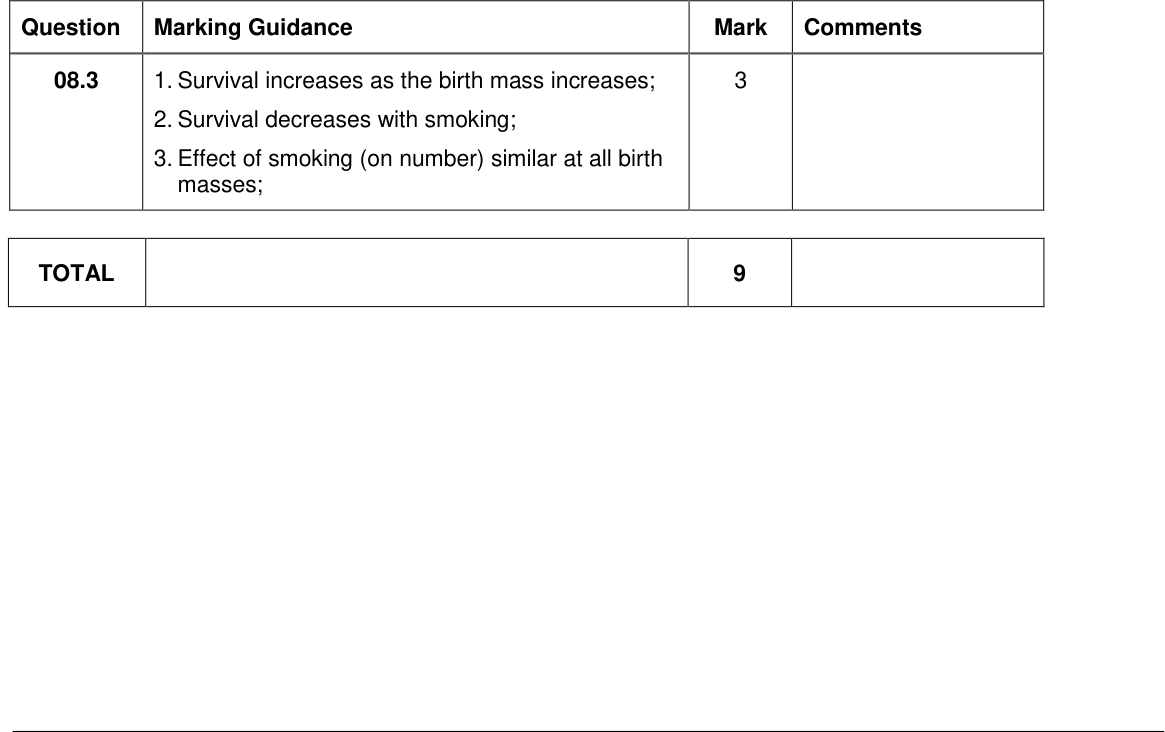 Question Marking Guidance Mark Comments
08.3 1. Survival increases as the birth mass increases; 3
2. Survival decreases with smoking;
3. Effect of smoking (on number) similar at all birth
masses;
TOTAL 9